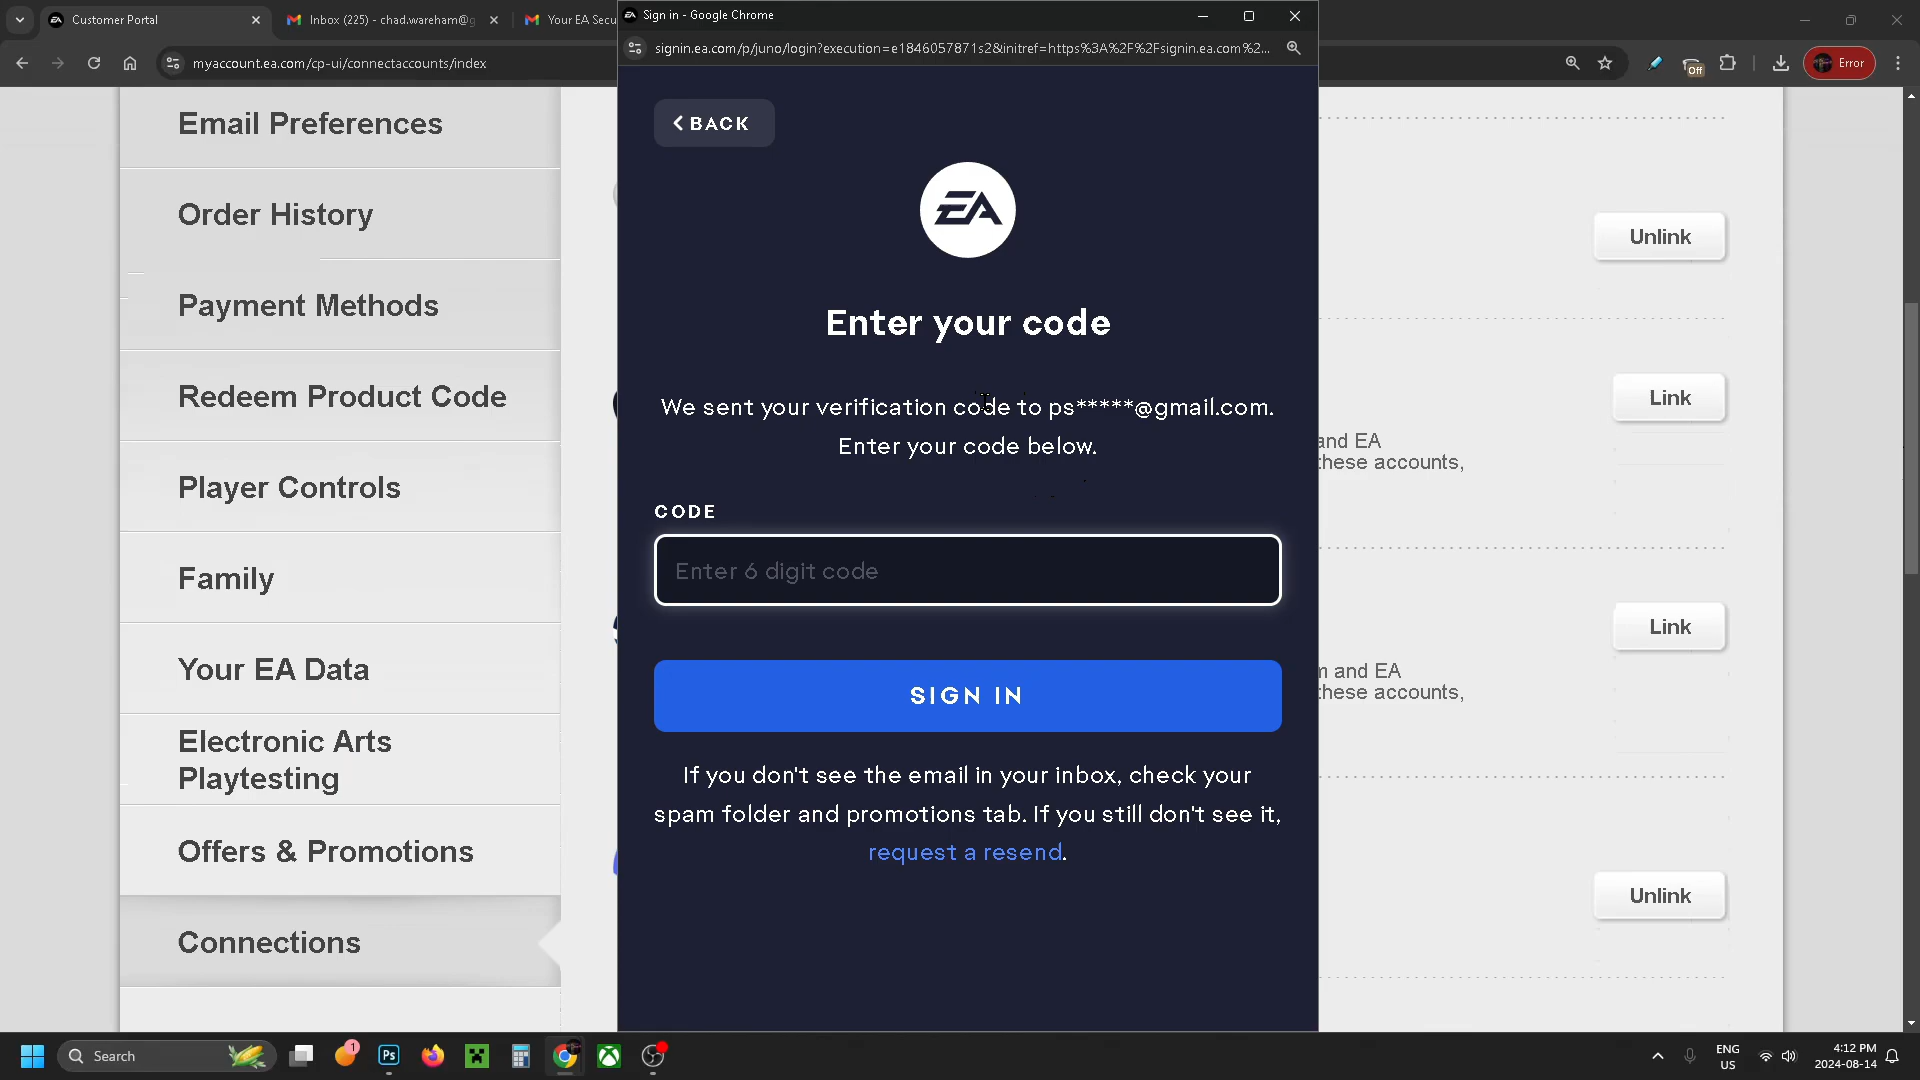 Customer Portal
Inbox (225) - chad.wareham@g
Your EA Secu
Sign in - Google Chrome
signin.ea.com/p/juno/login?execution=e1846057871s2&initref=https%3A%2F%2Fsignin.ea.com%2...
myaccount.ea.com/cp-ui/connectaccounts/index
Off
Error
Email Preferences
Order History
Payment Methods
Redeem Product Code
Player Controls
Family
Your EA Data
Electronic Arts
Playtesting
Offers & Promotions
Connections
BACK
EA
Enter your code
We sent your verification code to ps*****@gmail.com.
Enter your code below.
CODE
Enter 6 digit code
SIGN IN
If you don't see the email in your inbox, check your
spam folder and promotions tab. If you still don't see it,
request a resend.
Unlink
Link
and EA
these accounts,
Link
m and EA
these accounts,
Unlink
Search
1
Ps
ENG
US
4:12 PM
2024-08-14